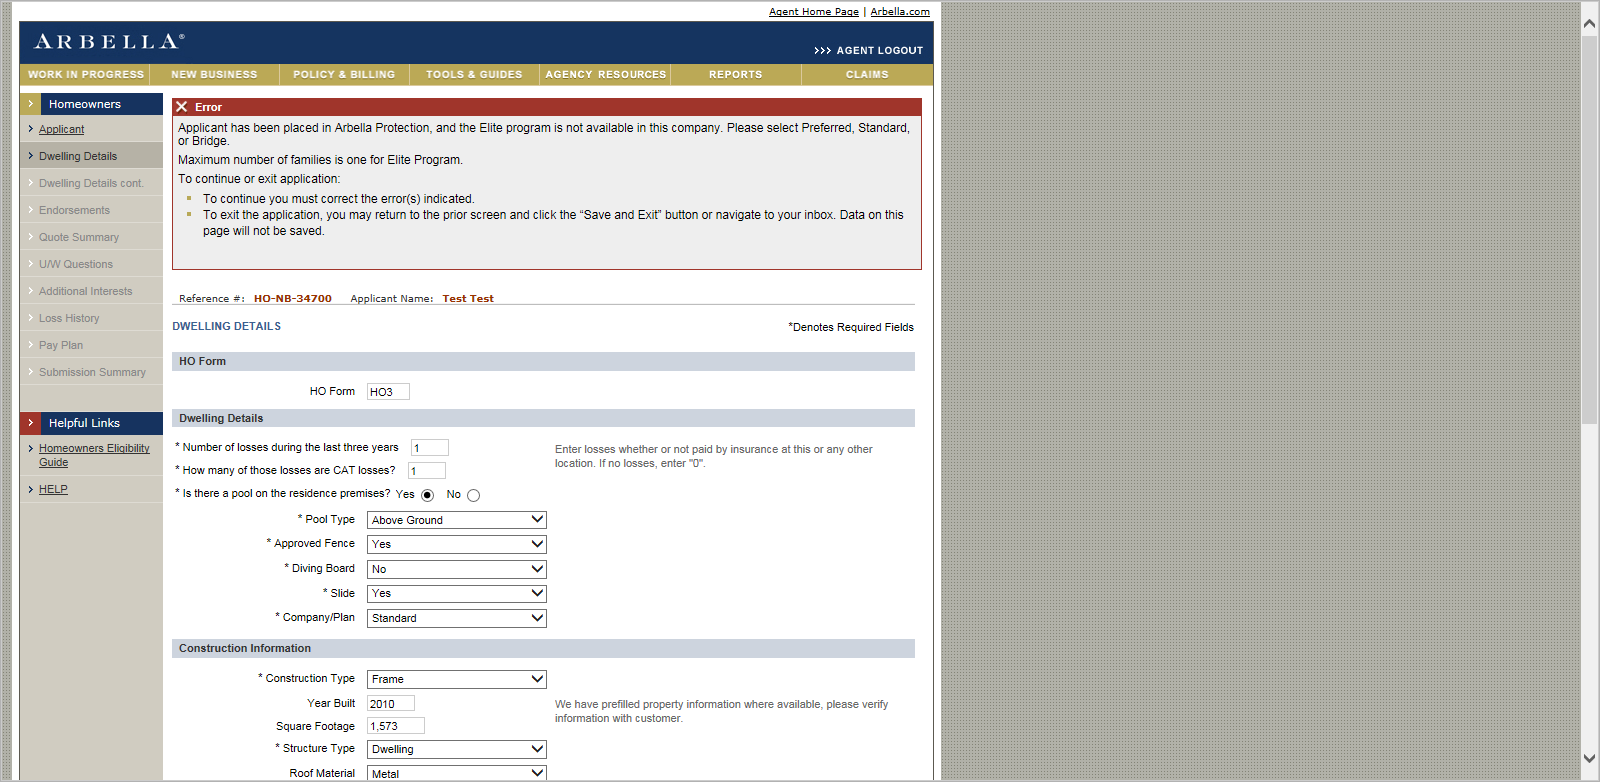 Agent Home Page | Arbella.com
ARBELLA®
>>> AGENT LOGOUT
WORK IN PROGRESS NEW BUSINESS POLICY & BILLING TOOLS & GUIDES AGENCY RESOURCES REPORTS CLAIMS
Homeowners
Applicant
Dwelling Details
Dwelling Details cont.
Endorsements
Quote Summary
U/W Questions
Additional Interests
Loss History
Pay Plan
Submission Summary
Helpful Links
Homeowners Eligibility
Guide
HELP
Error
Applicant has been placed in Arbella Protection, and the Elite program is not available in this company. Please select Preferred, Standard,
or Bridge.
Maximum number of families is one for Elite Program.
To continue or exit application:
To continue you must correct the error(s) indicated.
To exit the application, you may return to the prior screen and click the “Save and Exit” button or navigate to your inbox. Data on this
page will not be saved.
Reference #: HO-NB-34700 Applicant Name: Test Test
DWELLING DETAILS
*Denotes Required Fields
HO Form
HO Form HO3
Dwelling Details
* Number of losses during the last three years 1
Enter losses whether or not paid by insurance at this or any other
location. If no losses, enter "0".
* How many of those losses are CAT losses? 1
* Is there a pool on the residence premises? Yes No
* Pool Type Above Ground
* Approved Fence Yes
* Diving Board No
* Slide Yes
* Company/Plan Standard
Construction Information
* Construction Type Frame
Year Built 2010
We have prefilled property information where available, please verify
information with customer.
Square Footage 1,573
* Structure Type Dwelling
Roof Material Metal